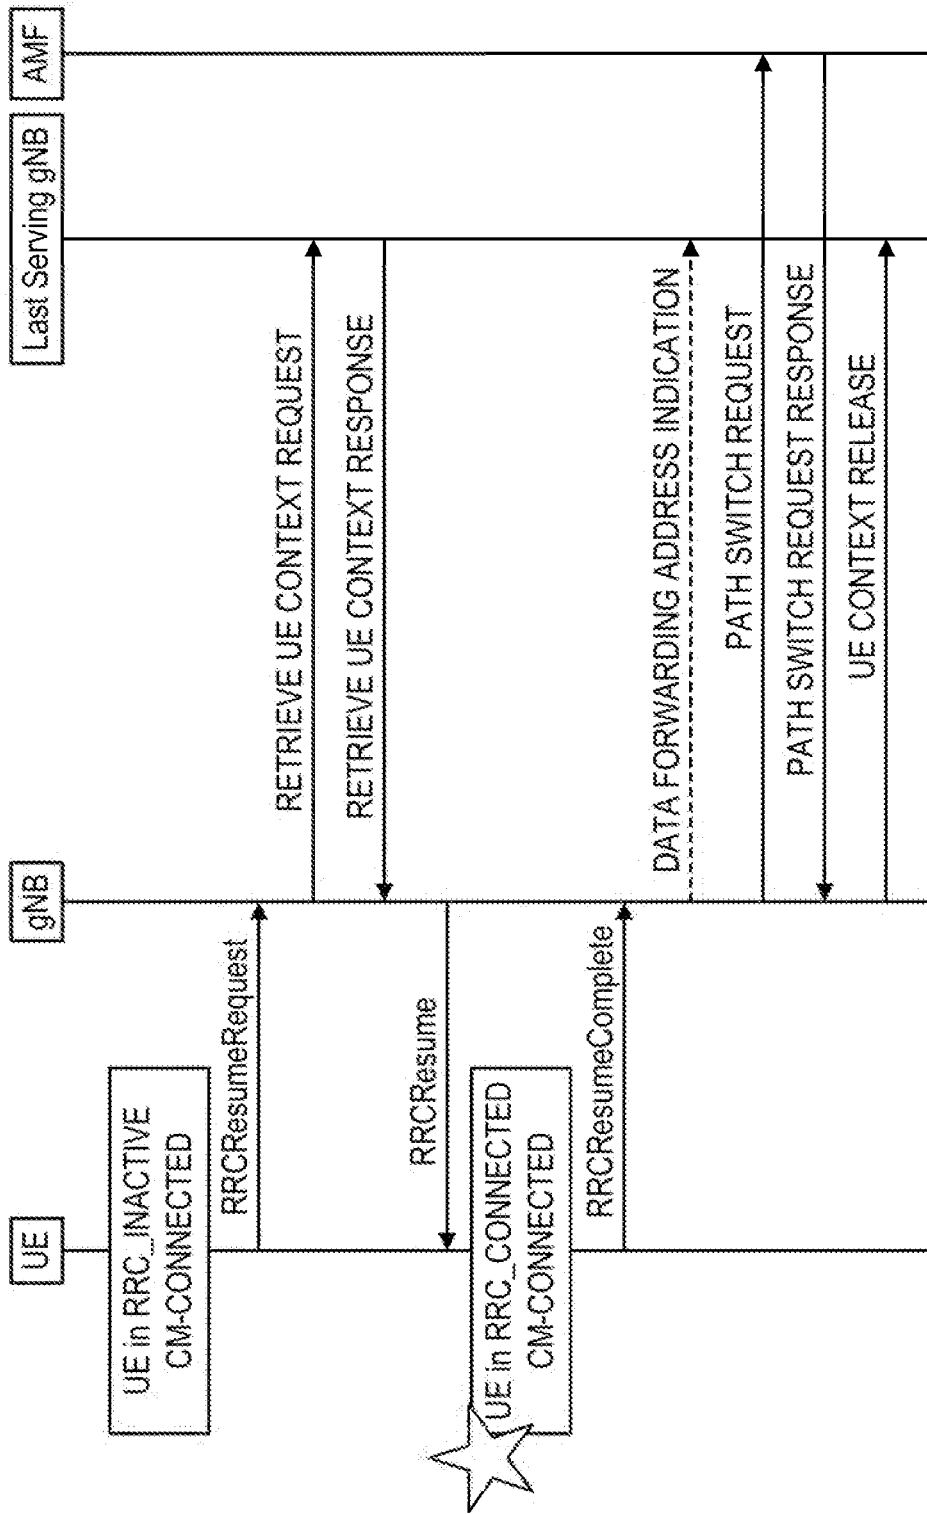 UE
gNB
Last Serving gNB
AMF
UE in RRC_INACTIVE
CM-CONNECTED
RRCResumeRequest
RETRIEVE UE CONTEXT REQUEST
RETRIEVE UE CONTEXT RESPONSE
RRCResume
UE in RRC_CONNECTED
CM-CONNECTED
RRCResumeComplete
DATA FORWARDING ADDRESS INDICATION
PATH SWITCH REQUEST
PATH SWITCH REQUEST RESPONSE
UE CONTEXT RELEASE